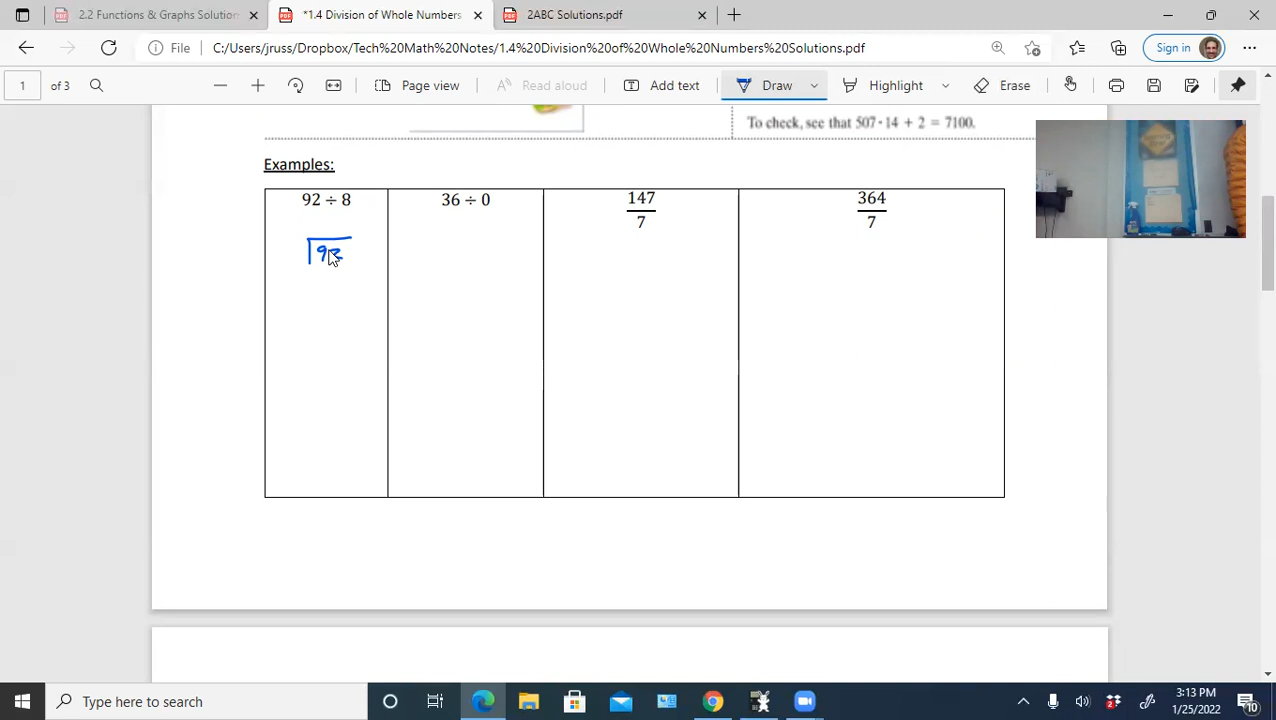 2.2 Functions & Graphs Solution
*1.4 Division of Whole Numbers
2ABC Solutions.pdf
File
C:/Users/jruss/Dropbox/Tech%20Math%20Notes/1.4%20Division%20of%20Whole%20Numbers%20Solutions.pdf
Sign in
1 of 3
Page view
Read aloud
Add text
Draw
Highlight
Erase
To check, see that 507 · 14 + 2 = 7100.
Examples:
92 ÷ 8
36 ÷ 0
147
7
364
7
92
Type here to search
3:13 PM
1/25/2022
2
10